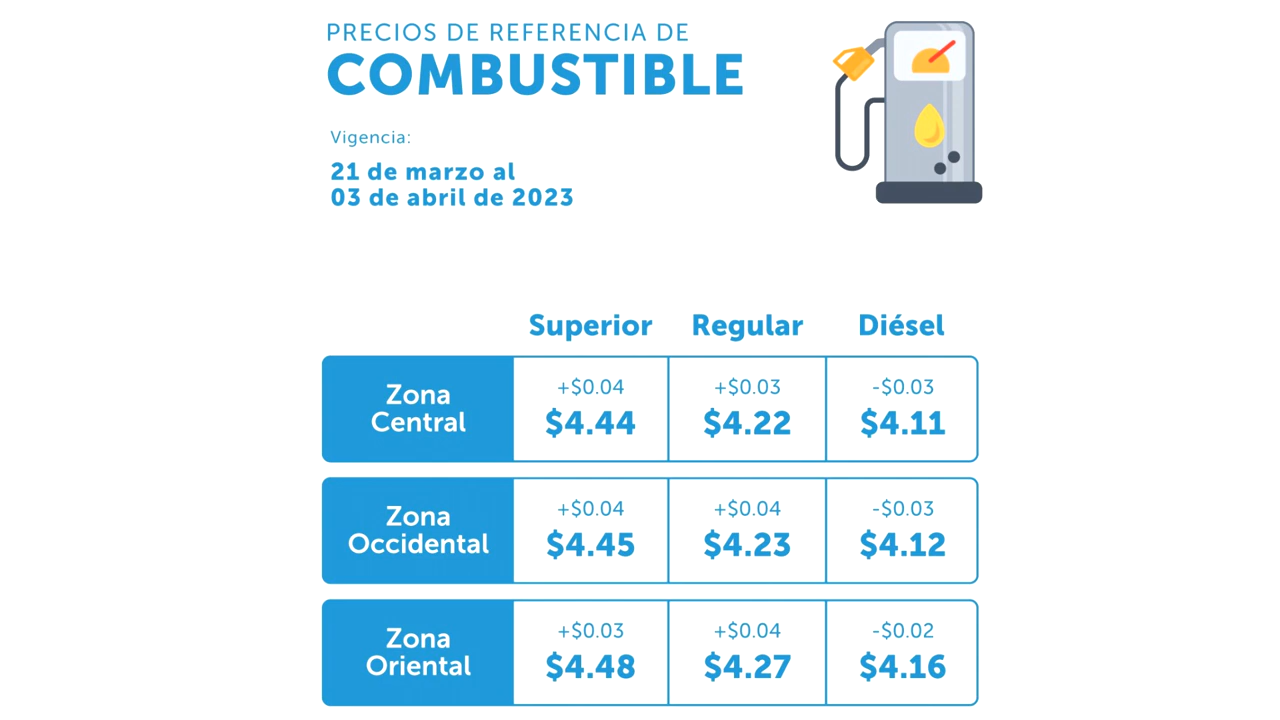 PRECIOS DE REFERENCIA DE
COMBUSTIBLE
Vigencia:
21 de marzo al
03 de abril de 2023
Superior Regular Diésel
Zona
Central
+$0.04 +$0.03 -$0.03
$4.44 $4.22 $4.11
Zona
Occidental
+$0.04 +$0.04 -$0.03
$4.45 $4.23 $4.12
Zona
Oriental
+$0.03 +$0.04 -$0.02
$4.48 $4.27 $4.16